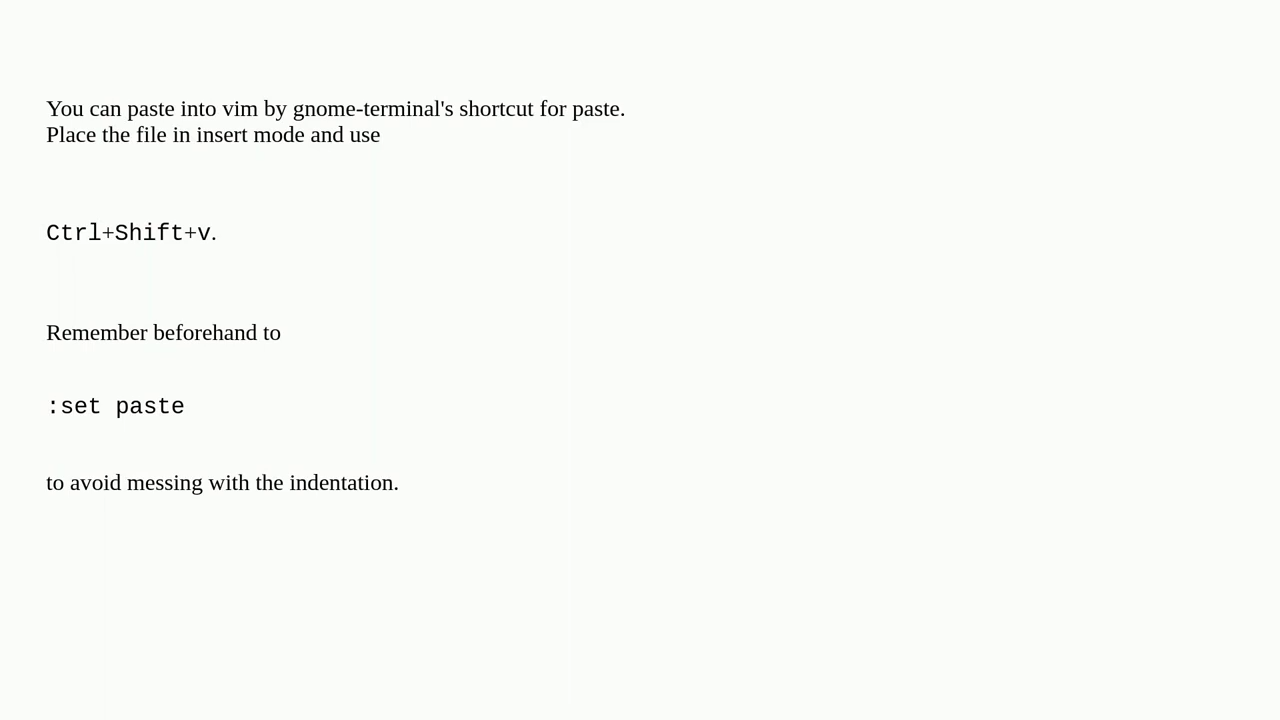 You can paste into vim by gnome-terminal's shortcut for paste.
Place the file in insert mode and use
Ctrl+Shift+v.
Remember beforehand to
:set paste
to avoid messing with the indentation.